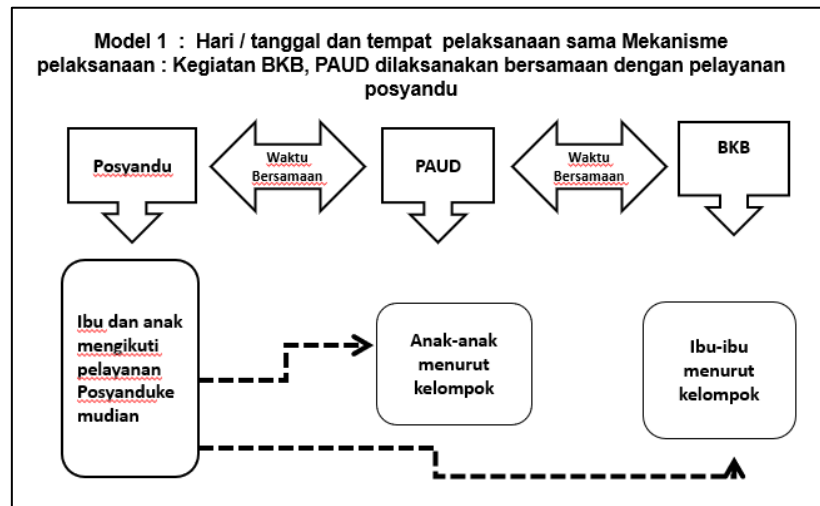 Model 1 : Hari / tanggal dan tempat pelaksanaan sama Mekanisme
pelaksanaan : Kegiatan BKB, PAUD dilaksanakan bersamaan dengan pelayanan
posyandu
Posyandu
Waktu
Bersamaan
PAUD
Waktu
Bersamaan
BKB
Ibu dan anak
mengikuti
pelayanan
Posyanduke
mudian
Anak-anak
menurut
kelompok
Ibu-ibu
menurut
kelompok